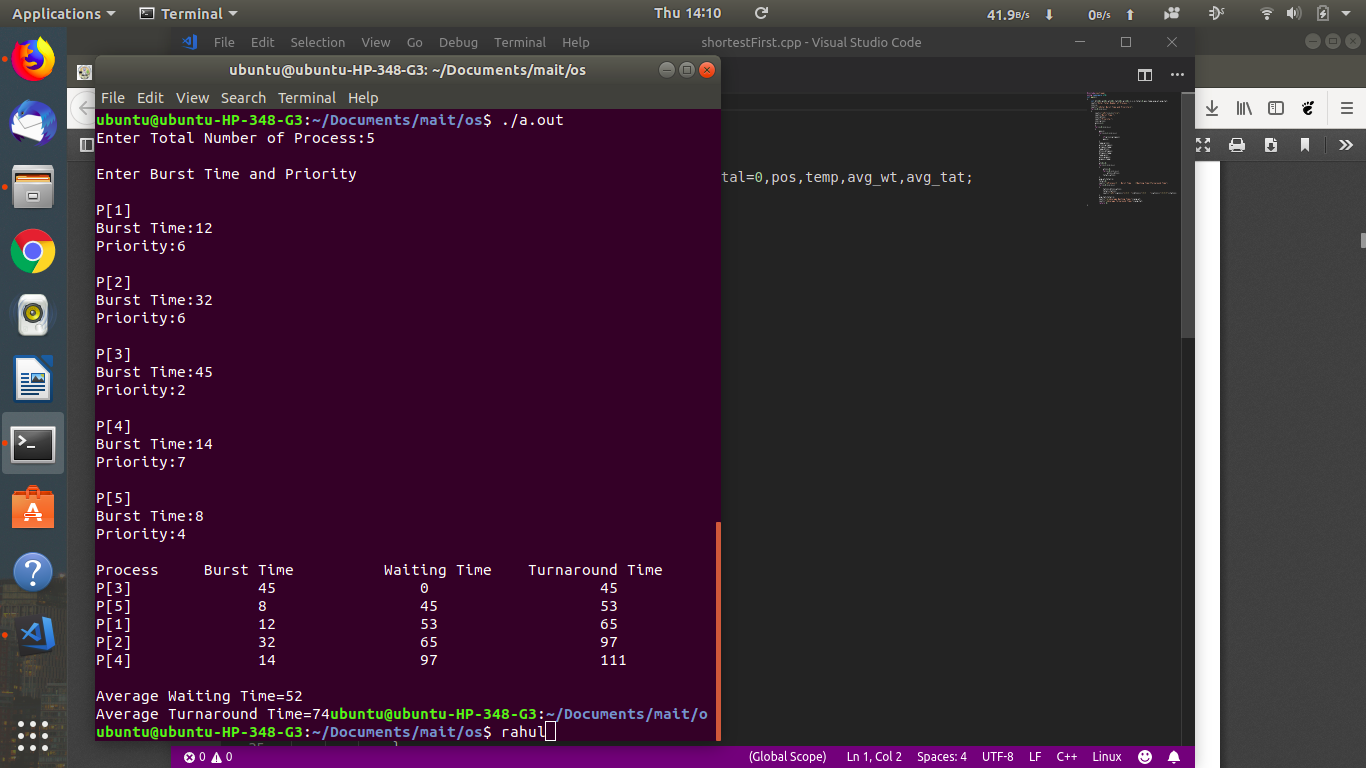 Applications
Terminal
Thu 14:10
41.9B/s
0B/s
File Edit Selection View Go Debug Terminal Help
shortestFirst.cpp - Visual Studio Code
ubuntu@ubuntu-HP-348-G3: ~/Documents/mait/os
File Edit View Search Terminal Help
ubuntu@ubuntu-HP-348-G3:~/Documents/mait/os$ ./a.out
Enter Total Number of Process:5
Enter Burst Time and Priority
tal=0,pos,temp,avg_wt,avg_tat;
P[1]
Burst Time:12
Priority:6
P[2]
Burst Time:32
Priority:6
P[3]
Burst Time:45
Priority:2
P[4]
Burst Time:14
Priority:7
P[5]
Burst Time:8
Priority:4
Process Burst Time Waiting Time Turnaround Time
P[3] 45 0 45
P[5] 8 45 53
P[1] 12 53 65
P[2] 32 65 97
P[4] 14 97 111
Average Waiting Time=52
Average Turnaround Time=74ubuntu@ubuntu-HP-348-G3:~/Documents/mait/o
ubuntu@ubuntu-HP-348-G3:~/Documents/mait/os$ rahul
0 0
(Global Scope) Ln 1, Col 2 Spaces: 4 UTF-8 LF C++ Linux